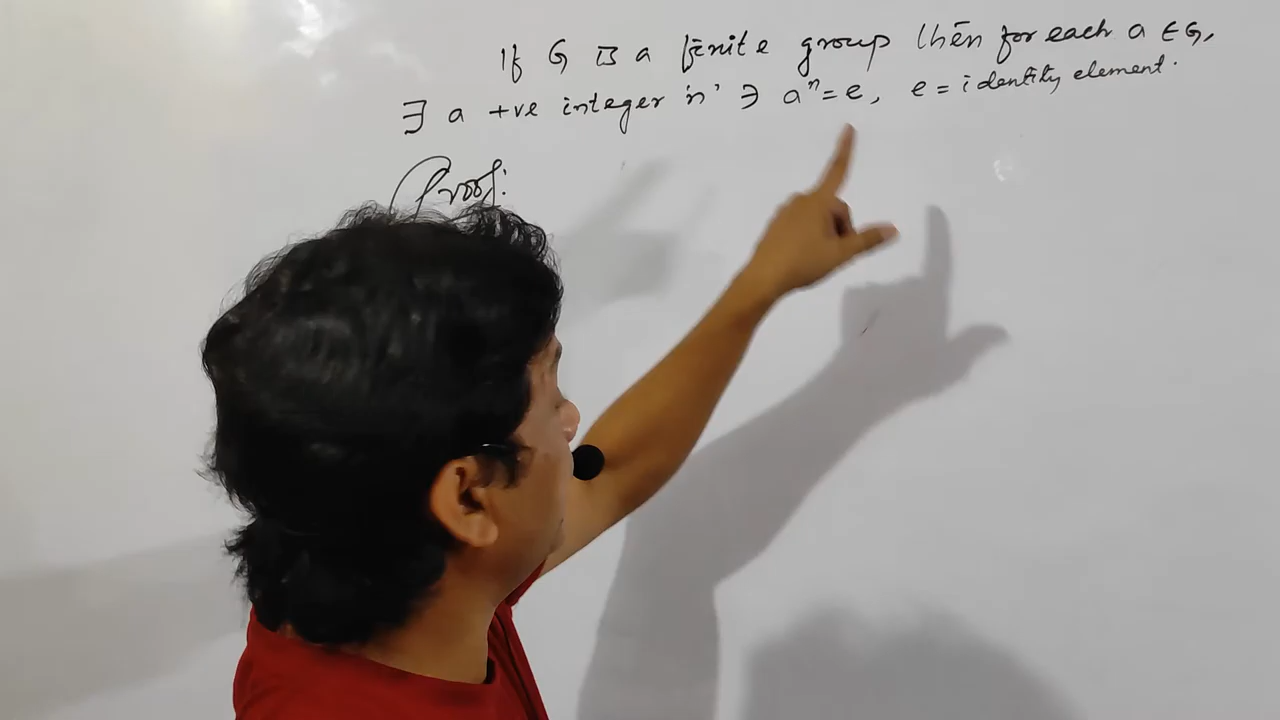 If G is a finite group then for each a ∈ G,
∃ a +ve integer 'n' ∋ aⁿ = e, e = identity element.
Proof: